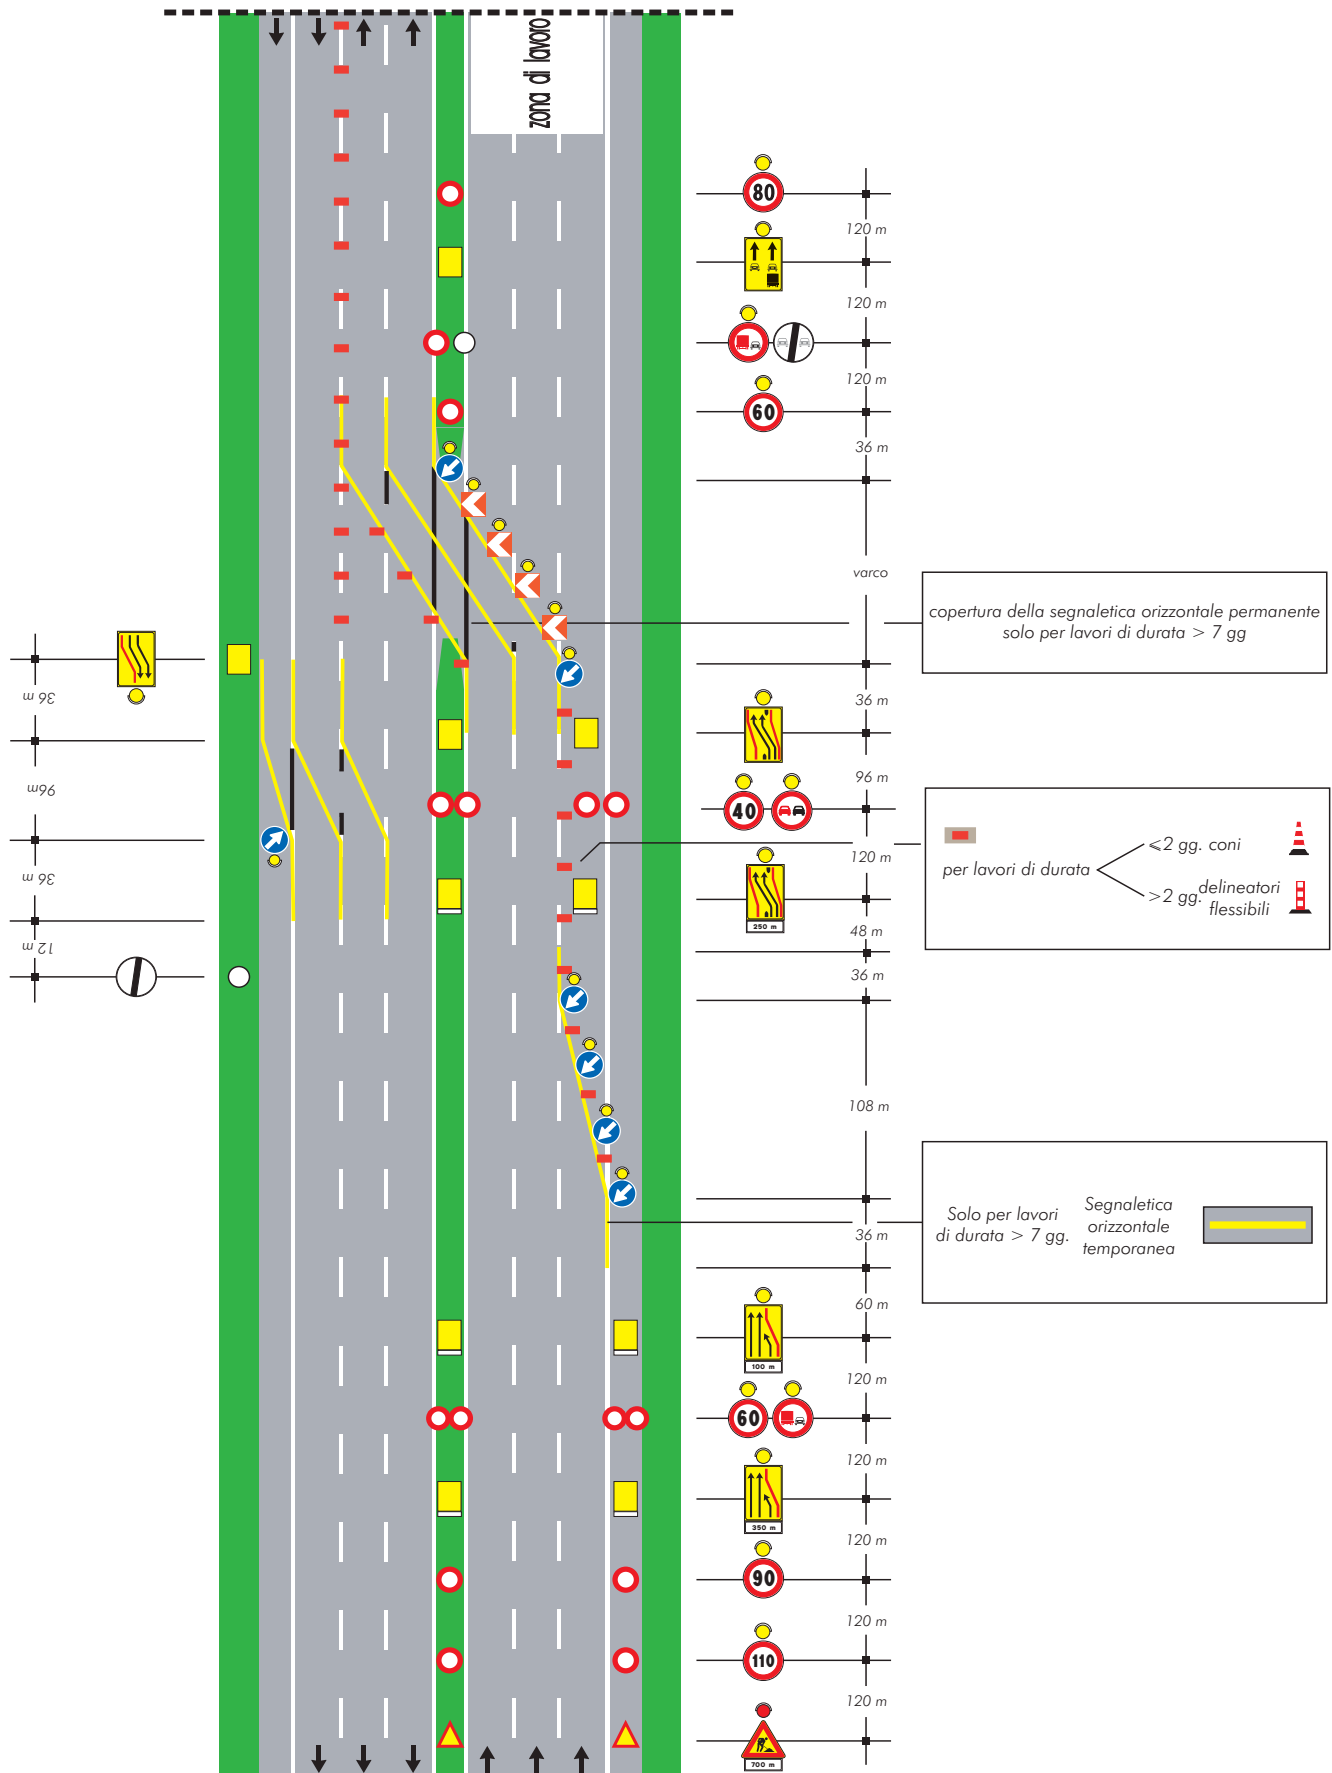 zona di lavoro
80
120 m
120 m
120 m
60
36 m
varco
copertura della segnaletica orizzontale permanente
solo per lavori di durata > 7 gg
36 m
36 m
96m
96 m
40
per lavori di durata
⩽2 gg. coni
>2 gg. delineatori
flessibili
120 m
250 m
48 m
36 m
12 m
36 m
108 m
Solo per lavori
di durata > 7 gg.
Segnaletica
orizzontale
temporanea
36 m
60 m
100 m
120 m
60
120 m
350 m
120 m
90
120 m
110
120 m
700 m